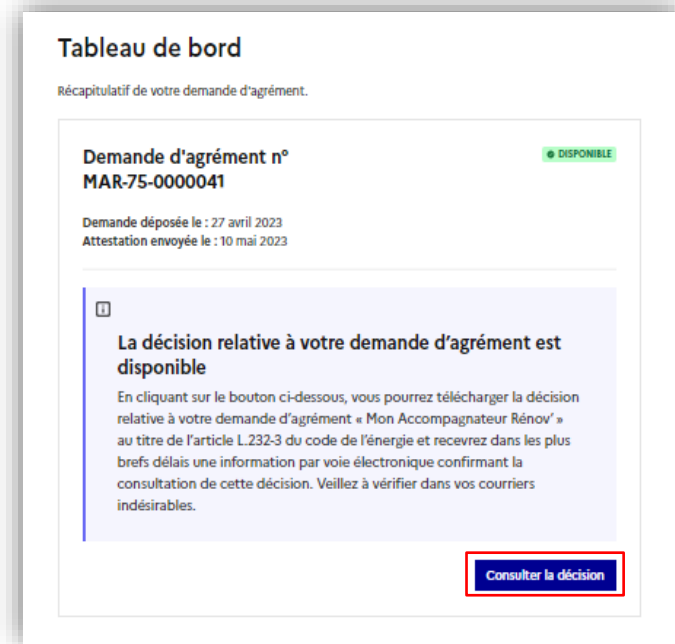 Tableau de bord
Récapitulatif de votre demande d'agrément.
Demande d'agrément n°
MAR-75-0000041
DISPONIBLE
Demande déposée le : 27 avril 2023
Attestation envoyée le : 10 mai 2023
La décision relative à votre demande d’agrément est
disponible
En cliquant sur le bouton ci-dessous, vous pourrez télécharger la décision
relative à votre demande d’agrément « Mon Accompagnateur Rénov’ »
au titre de l’article L.232-3 du code de l’énergie et recevrez dans les plus
brefs délais une information par voie électronique confirmant la
consultation de cette décision. Veillez à vérifier dans vos courriers
indésirables.
Consulter la décision